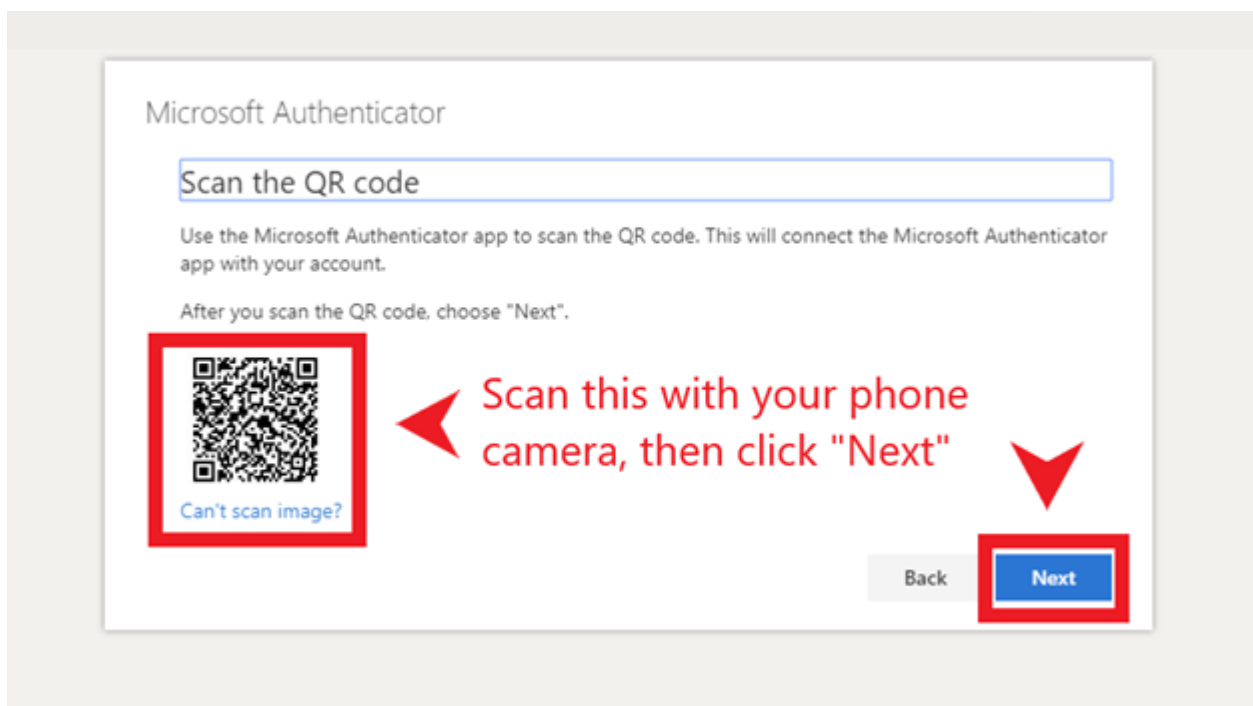 Microsoft Authenticator
Scan the QR code
Use the Microsoft Authenticator app to scan the QR code. This will connect the Microsoft Authenticator
app with your account.
After you scan the QR code, choose "Next".
Scan this with your phone
camera, then click "Next"
Can't scan image?
Back
Next